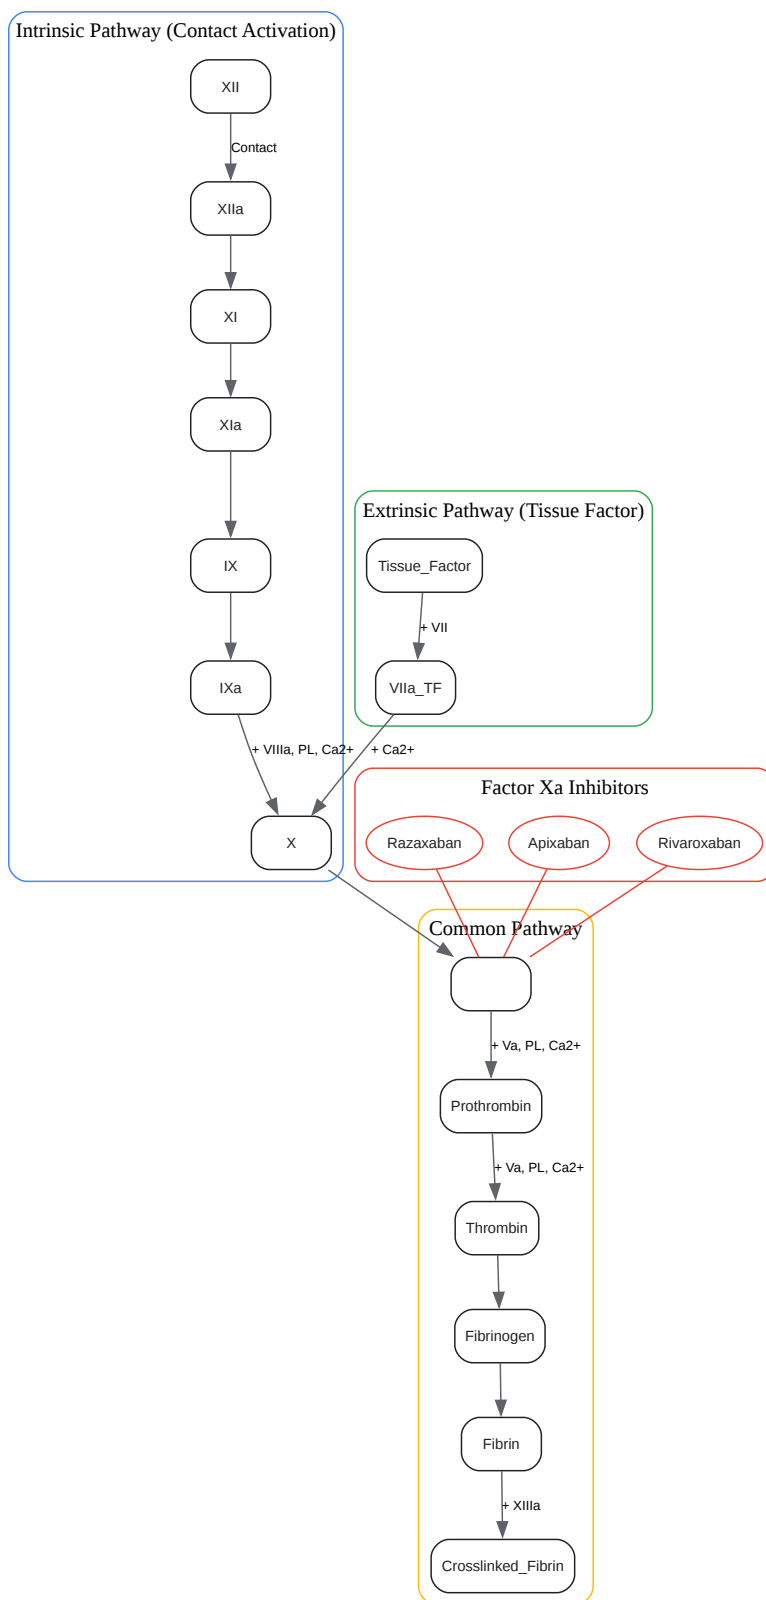 Intrinsic Pathway (Contact Activation)
XII
Contact
XIIa
XI
XIa
IX
IXa
+ VIIIa, PL, Ca2+
X
Extrinsic Pathway (Tissue Factor)
Tissue_Factor
+ VII
VIIa_TF
+ Ca2+
Factor Xa Inhibitors
Razaxaban
Apixaban
Rivaroxaban
Common Pathway
+ Va, PL, Ca2+
Prothrombin
+ Va, PL, Ca2+
Thrombin
Fibrinogen
Fibrin
+ XIIIa
Crosslinked_Fibrin